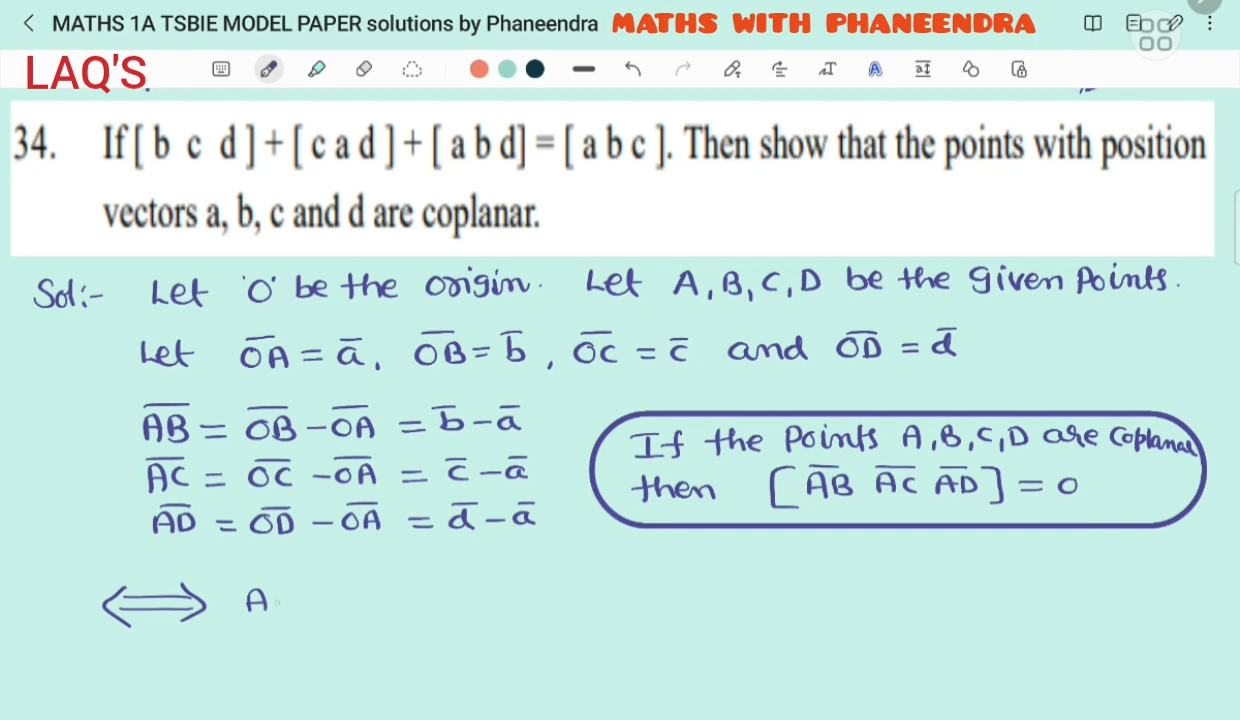 MATHS 1A TSBIE MODEL PAPER solutions by Phaneendra MATHS WITH PHANEENDRA
LAQ'S
34. If [ b c d ] + [ c a d ] + [ a b d] = [ a b c ]. Then show that the points with position
vectors a, b, c and d are coplanar.
Sol:- Let 'O' be the origin. Let A, B, C, D be the given Points.
Let O̅A̅ = a̅, O̅B̅ = b̅, O̅C̅ = c̅ and O̅D̅ = d̅
A̅B̅ = O̅B̅ - O̅A̅ = b̅ - a̅
A̅C̅ = O̅C̅ - O̅A̅ = c̅ - a̅
A̅D̅ = O̅D̅ - O̅A̅ = d̅ - a̅
If the Points A, B, C, D are Coplanar
then [A̅B̅ A̅C̅ A̅D̅] = 0
⟺ A